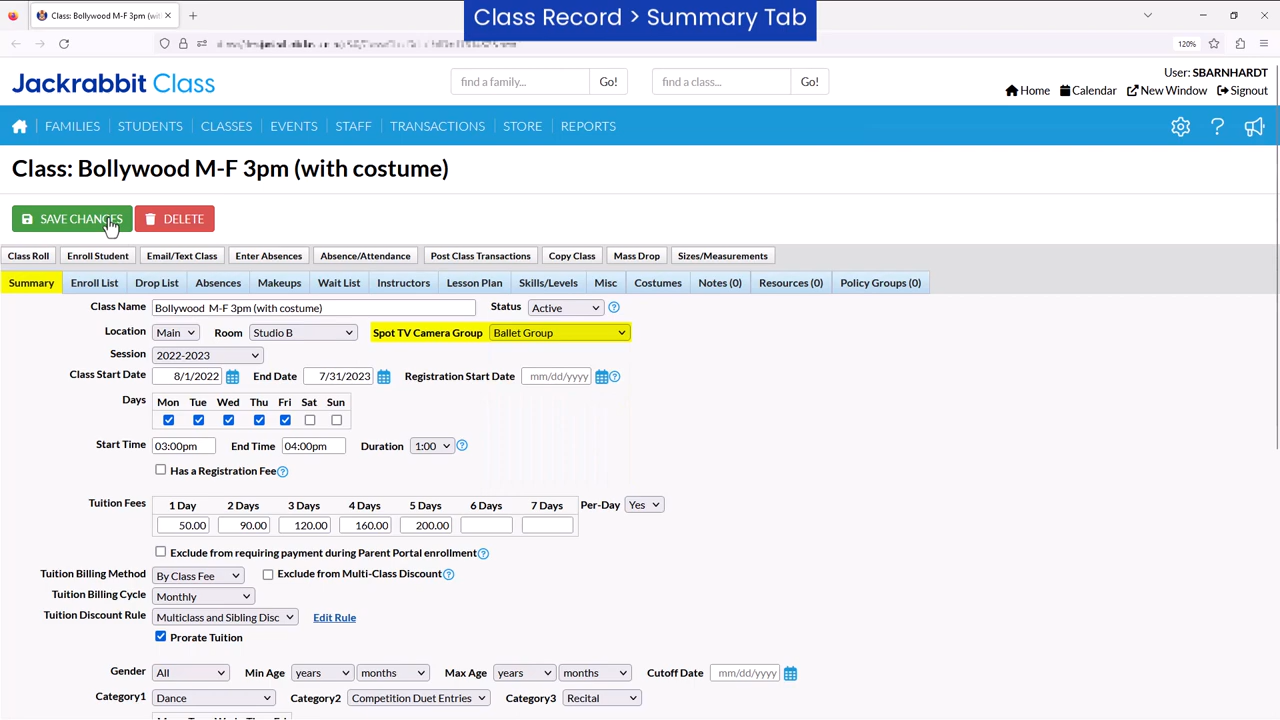 Class Record > Summary Tab
Class: Bollywood M-F 3pm (with
120%
Jackrabbit Class
find a family... Go! find a class... Go!
User: SBARNHARDT
Home Calendar New Window Signout
FAMILIES STUDENTS CLASSES EVENTS STAFF TRANSACTIONS STORE REPORTS
Class: Bollywood M-F 3pm (with costume)
SAVE CHANGES DELETE
Class Roll Enroll Student Email/Text Class Enter Absences Absence/Attendance Post Class Transactions Copy Class Mass Drop Sizes/Measurements
Summary Enroll List Drop List Absences Makeups Wait List Instructors Lesson Plan Skills/Levels Misc Costumes Notes (0) Resources (0) Policy Groups (0)
Class Name Bollywood M-F 3pm (with costume) Status Active
Location Main Room Studio B Spot TV Camera Group Ballet Group
Session 2022-2023
Class Start Date 8/1/2022 End Date 7/31/2023 Registration Start Date mm/dd/yyyy
Days Mon Tue Wed Thu Fri Sat Sun
Start Time 03:00pm End Time 04:00pm Duration 1:00
Has a Registration Fee
Tuition Fees 1 Day 2 Days 3 Days 4 Days 5 Days 6 Days 7 Days Per-Day Yes
50.00 90.00 120.00 160.00 200.00
Exclude from requiring payment during Parent Portal enrollment
Tuition Billing Method By Class Fee Exclude from Multi-Class Discount
Tuition Billing Cycle Monthly
Tuition Discount Rule Multiclass and Sibling Disc Edit Rule
Prorate Tuition
Gender All Min Age years months Max Age years months Cutoff Date mm/dd/yyyy
Category1 Dance Category2 Competition Duet Entries Category3 Recital